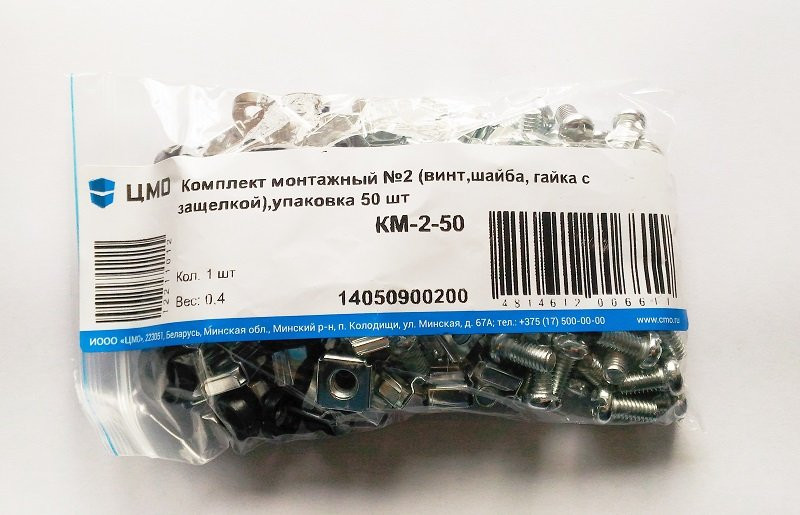 ЦМО
Комплект монтажный №2 (винт,шайба, гайка с
защелкой),упаковка 50 шт
КМ-2-50
12211012
Кол. 1 шт
Вес: 0.4
14050900200
ИООО «ЦМО», 223051, Беларусь, Минская обл., Минский р-н, п. Колодищи, ул. Минская, д. 67А; тел.: +375 (17) 500-00-00
www.cmo.ru